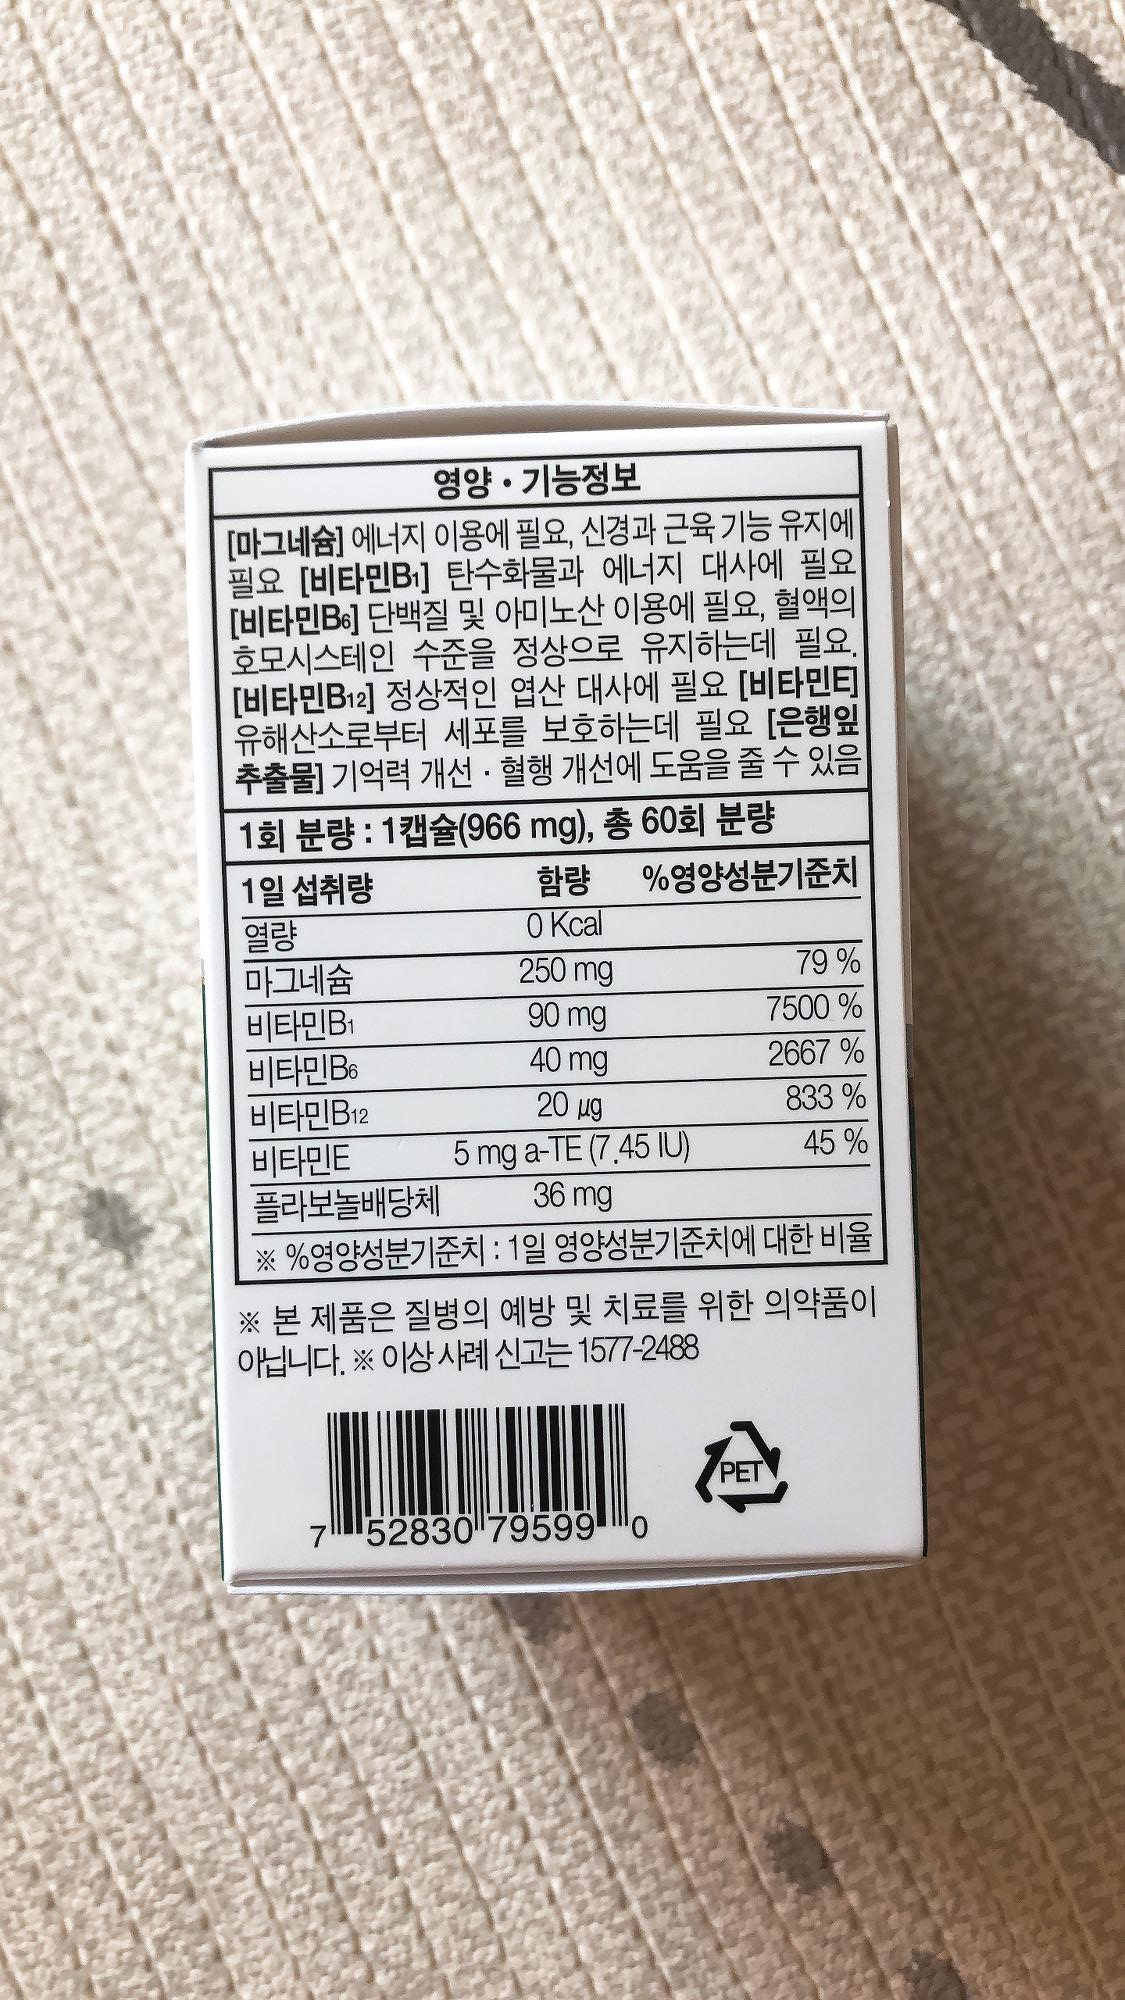 영양 • 기능정보
[마그네슘] 에너지 이용에 필요, 신경과 근육 기능 유지에
필요 [비타민B1] 탄수화물과 에너지 대사에 필요
[비타민B6] 단백질 및 아미노산 이용에 필요, 혈액의
호모시스테인 수준을 정상으로 유지하는데 필요.
[비타민B12] 정상적인 엽산 대사에 필요 [비타민E]
유해산소로부터 세포를 보호하는데 필요 [은행잎
추출물] 기억력 개선 · 혈행 개선에 도움을 줄 수 있음
1회 분량 : 1캡슐(966 mg), 총 60회 분량
1일 섭취량 함량 %영양성분기준치
열량 0 Kcal
마그네슘 250 mg 79 %
비타민B1 90 mg 7500 %
비타민B6 40 mg 2667 %
비타민B12 20 µg 833 %
비타민E 5 mg a-TE (7.45 IU) 45 %
플라보놀배당체 36 mg
※ %영양성분기준치 : 1일 영양성분기준치에 대한 비율
※ 본 제품은 질병의 예방 및 치료를 위한 의약품이
아닙니다. ※ 이상 사례 신고는 1577-2488
PET
7 52830 79599 0